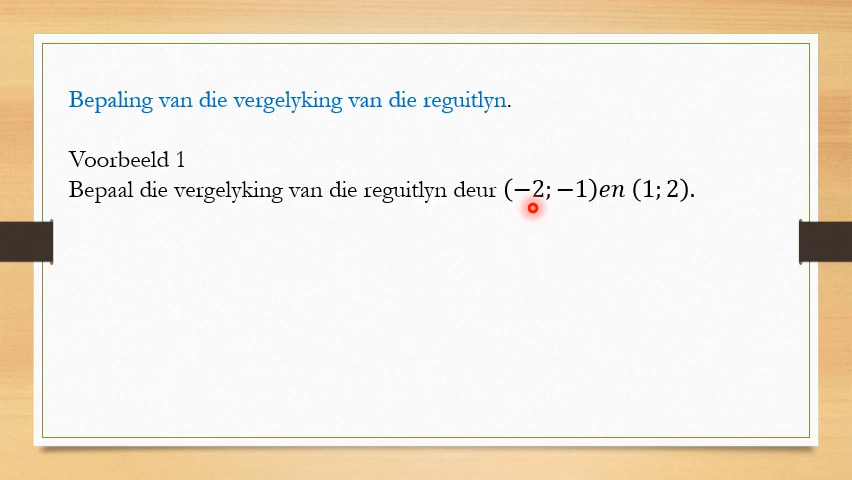 Bepaling van die vergelyking van die reguitlyn.
Voorbeeld 1
Bepaal die vergelyking van die reguitlyn deur (−2; −1)en (1; 2).